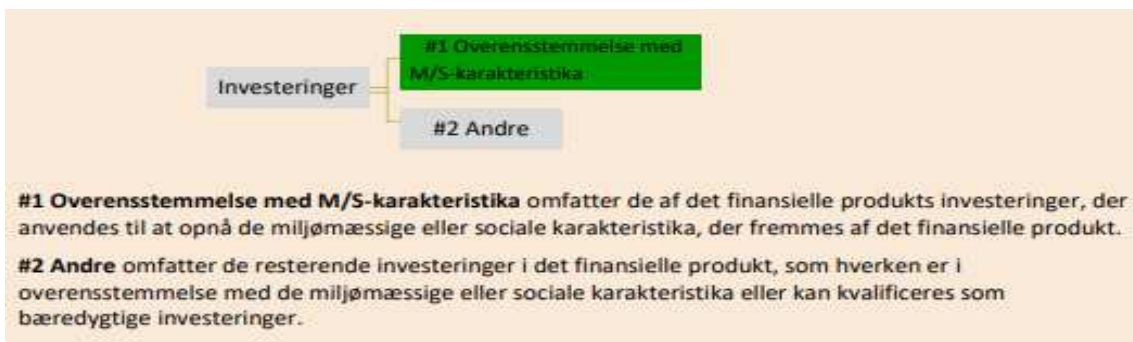 #1 Overensstemmelse med
M/S-karakteristika
Investeringer
#2 Andre
#1 Overensstemmelse med M/S-karakteristika omfatter de af det finansielle produkts investeringer, der
anvendes til at opnå de miljømæssige eller sociale karakteristika, der fremmes af det finansielle produkt.
#2 Andre omfatter de resterende investeringer i det finansielle produkt, som hverken er i
overensstemmelse med de miljømæssige eller sociale karakteristika eller kan kvalificeres som
bæredygtige investeringer.